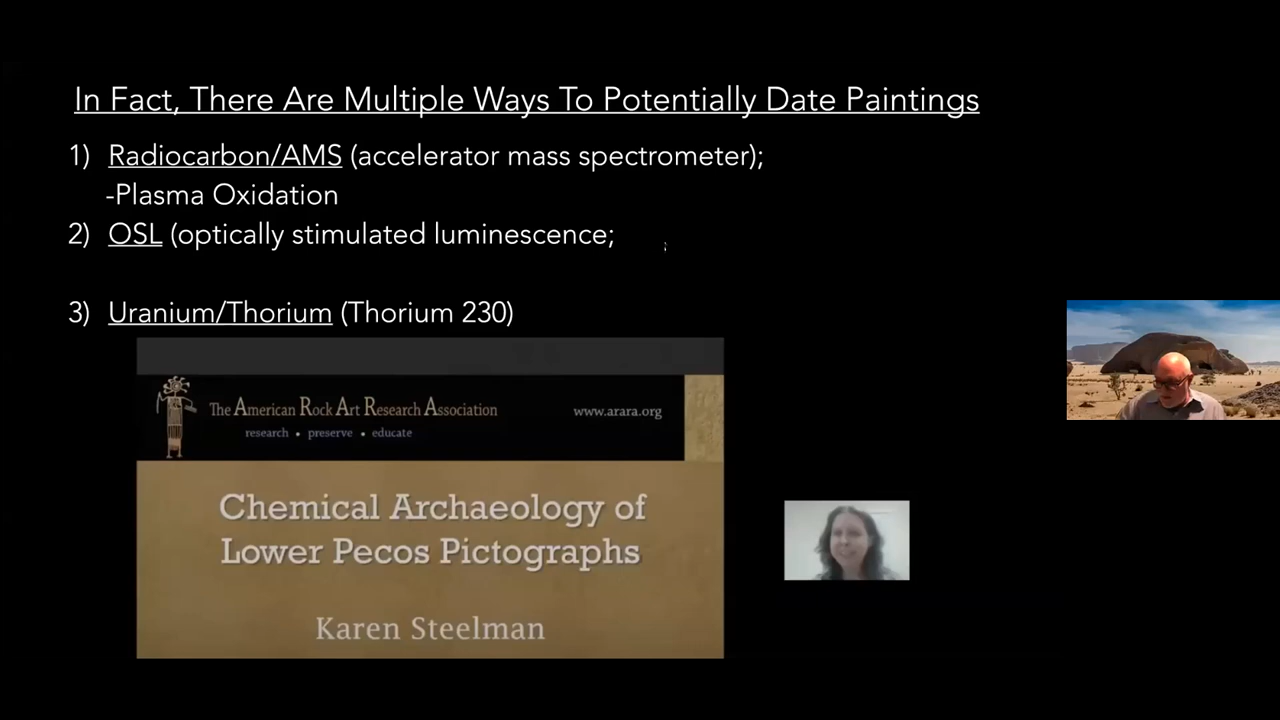 In Fact, There Are Multiple Ways To Potentially Date Paintings
1) Radiocarbon/AMS (accelerator mass spectrometer);
-Plasma Oxidation
2) OSL (optically stimulated luminescence;
3) Uranium/Thorium (Thorium 230)
The American Rock Art Research Association
www.arara.org
research • preserve • educate
Chemical Archaeology of
Lower Pecos Pictographs
Karen Steelman